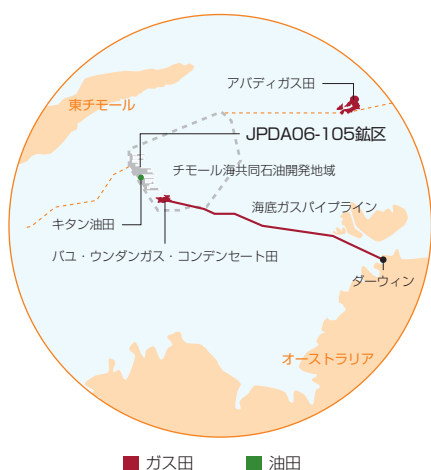 アバディガス田
東チモール
JPDA06-105鉱区
チモール海共同石油開発地域
海底ガスパイプライン
キタン油田
バユ・ウンダンガス・コンデンセート田
ダーウィン
オーストラリア
ガス田
油田